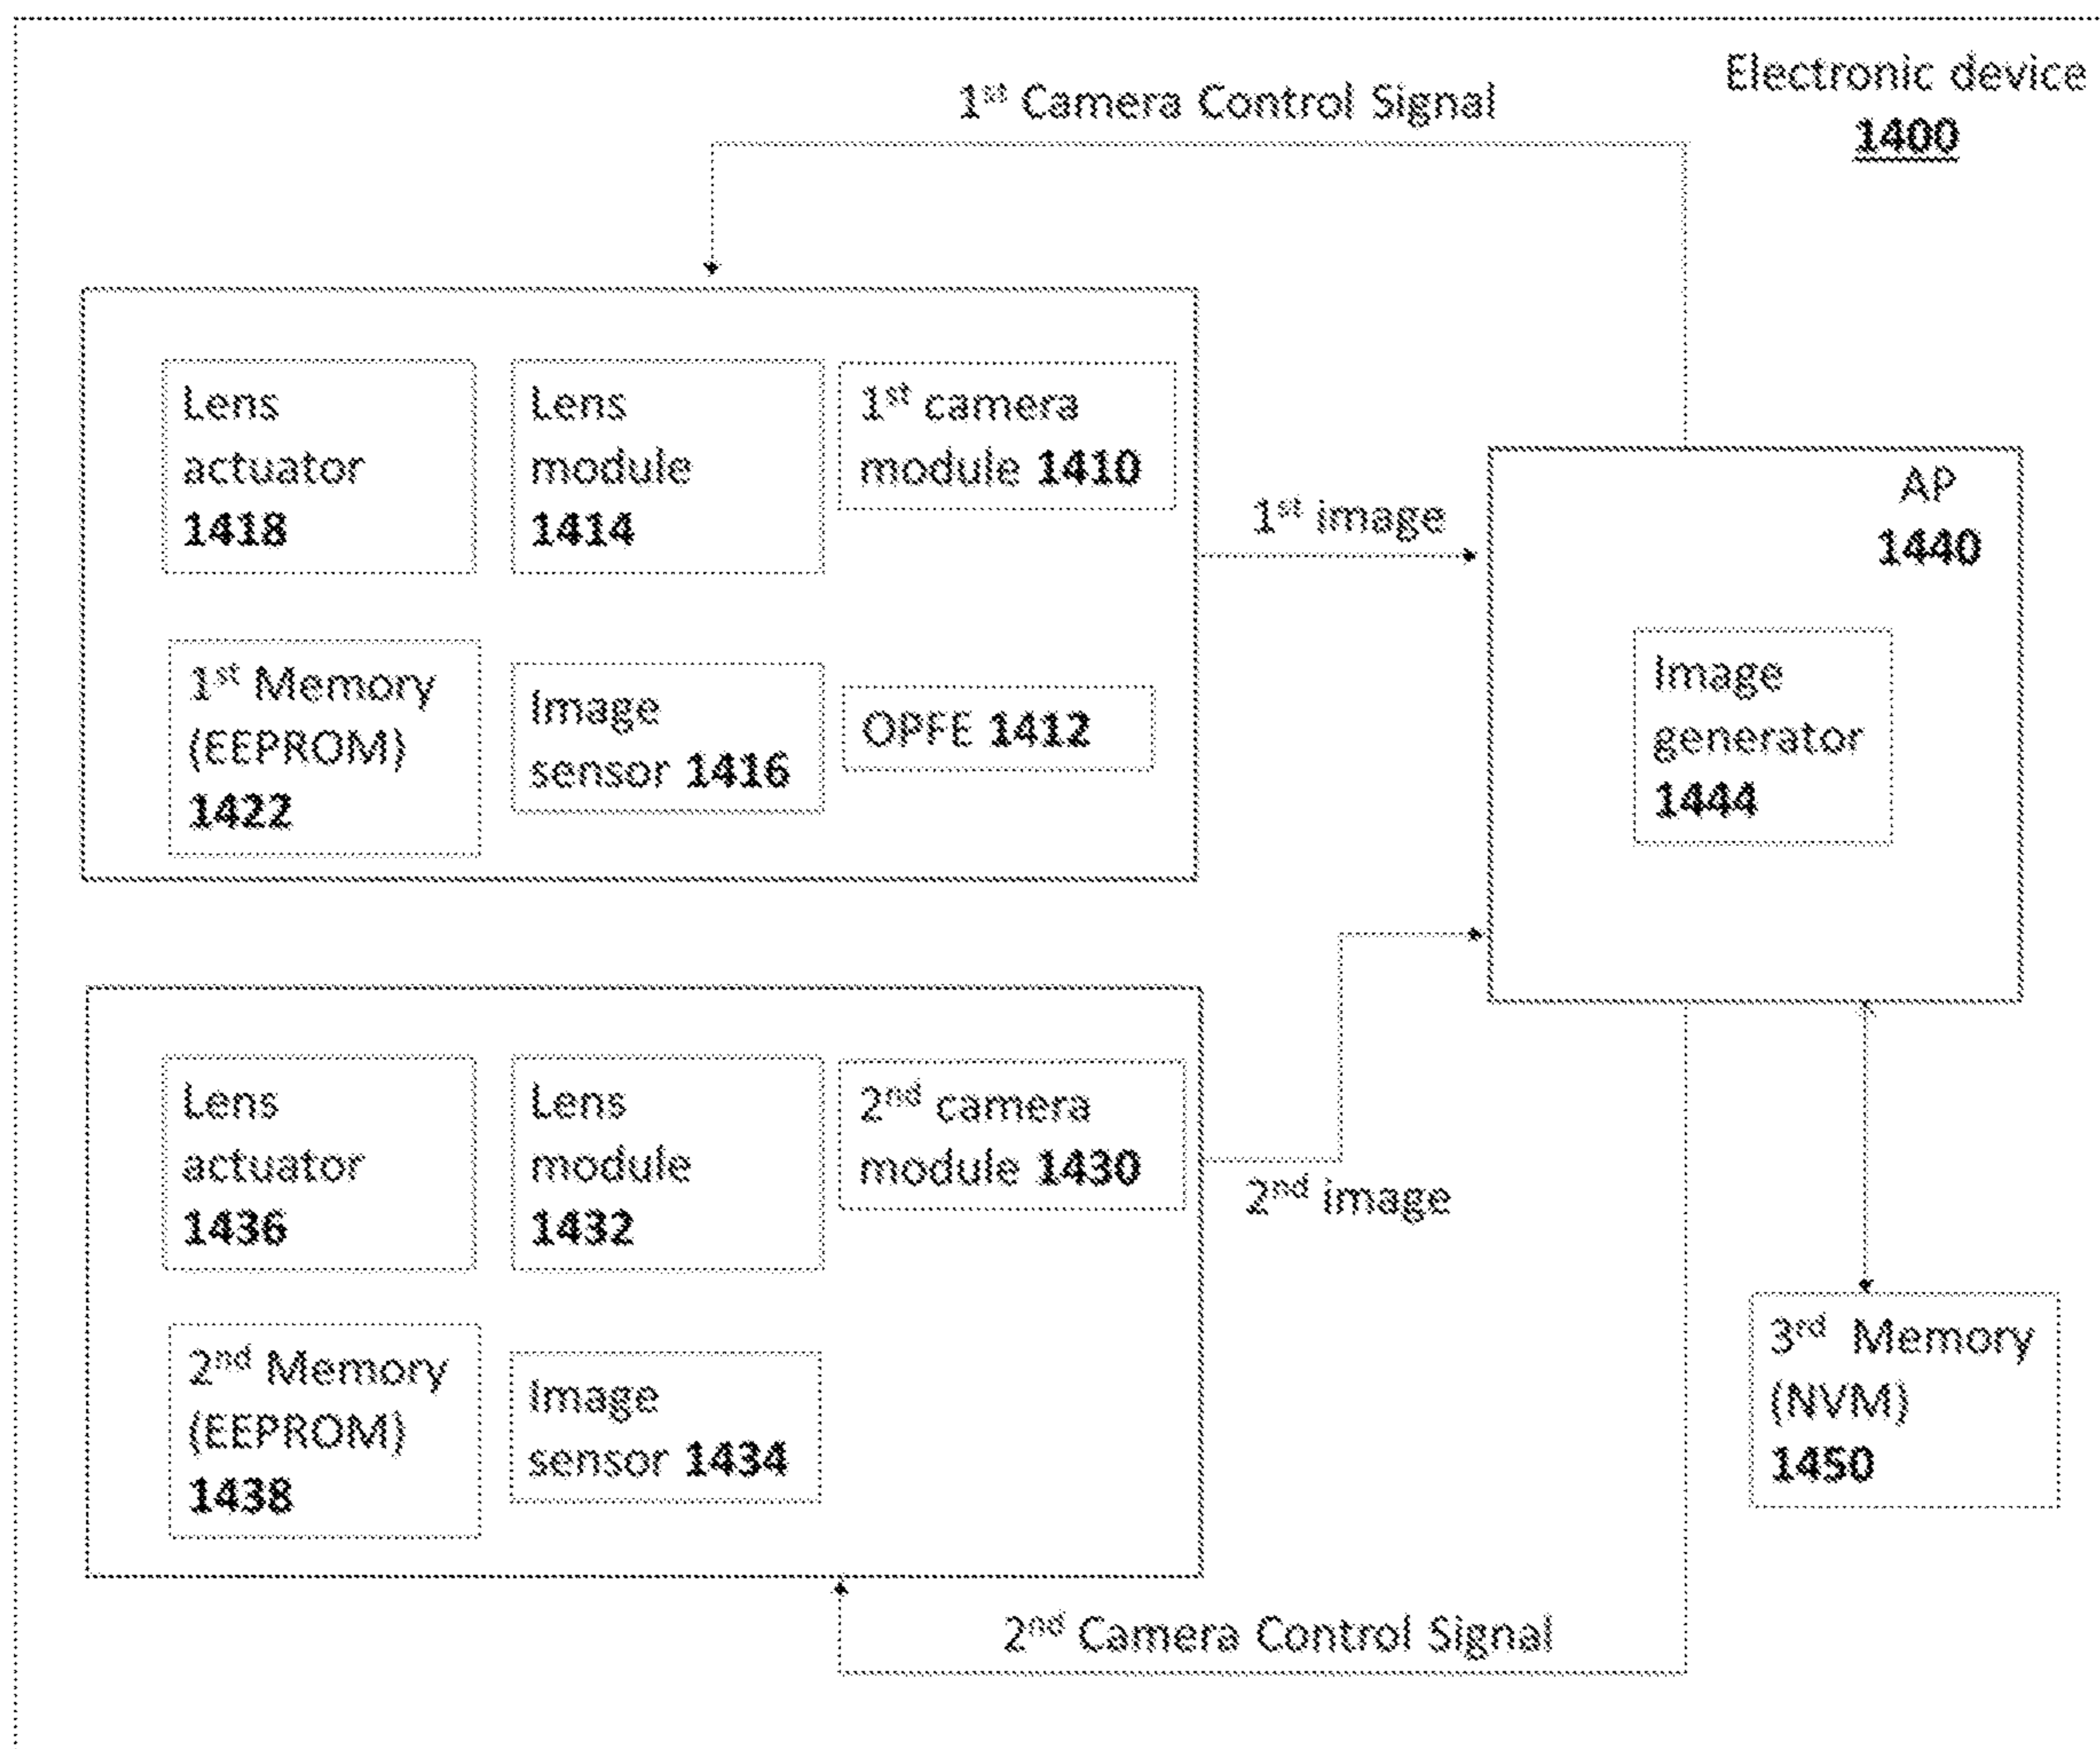 Electronic device
1400
1st Camera Control Signal
Lens
actuator
1418
Lens
module
1414
1st camera
module 1410
1st Memory
(EEPROM)
1422
Image
sensor 1416
OPFE 1412
1st image
AP
1440
Image
generator
1444
Lens
actuator
1436
Lens
module
1432
2nd camera
module 1430
2nd Memory
(EEPROM)
1438
Image
sensor 1434
2nd image
3rd Memory
(NVM)
1450
2nd Camera Control Signal